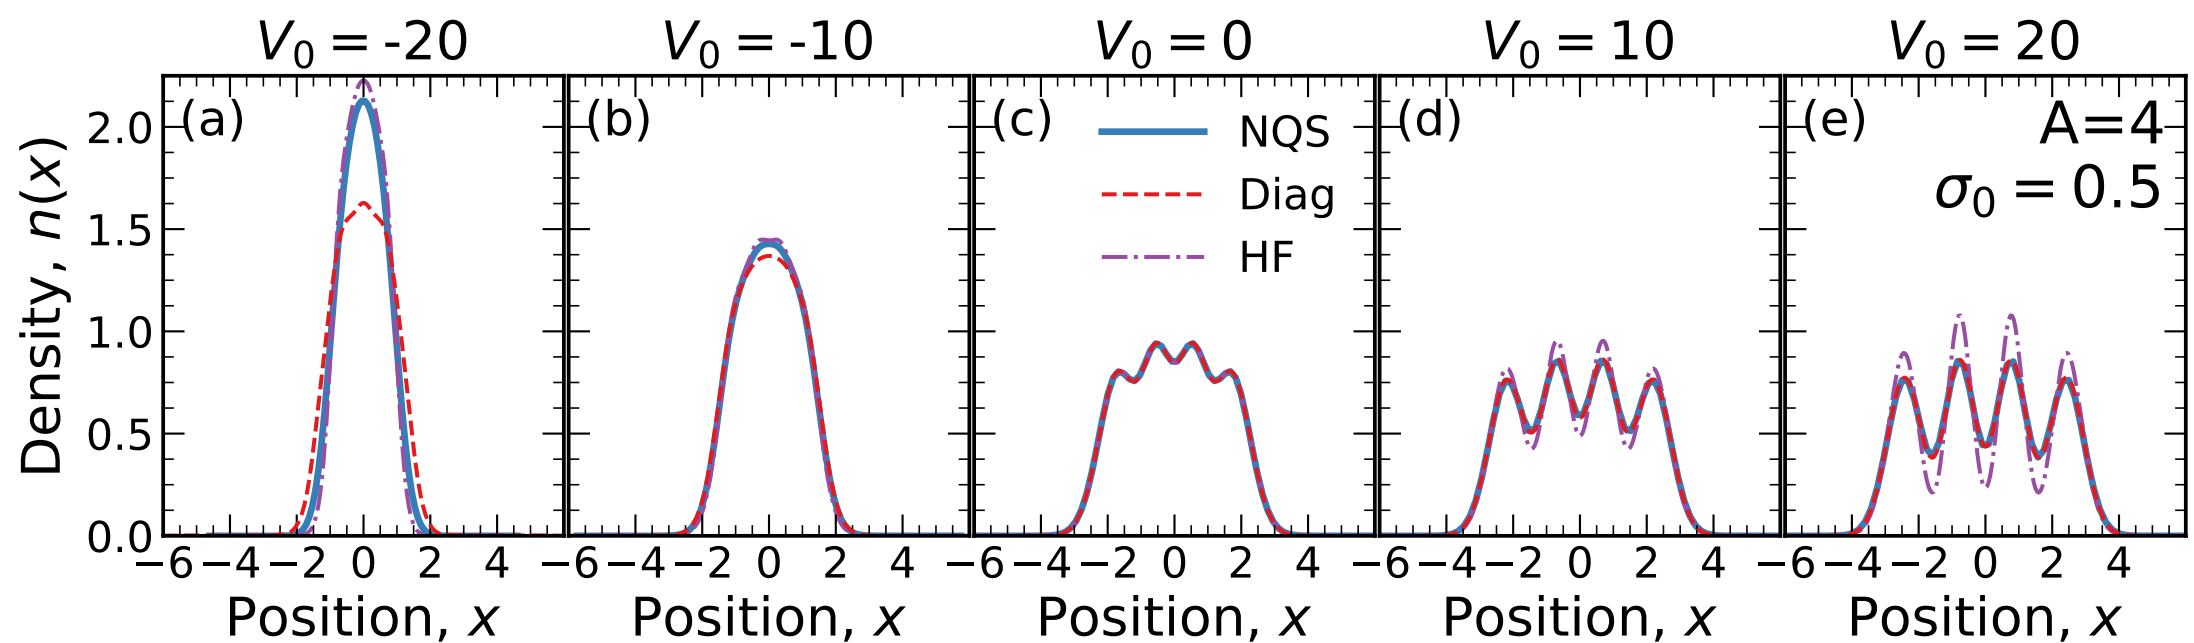 V₀ = -20
V₀ = -10
V₀ = 0
V₀ = 10
V₀ = 20
Density, n(x)
2.0
1.5
1.0
0.5
0.0
(a)
(b)
(c)
NQS
Diag
HF
(d)
(e)
A=4
σ₀ = 0.5
−6 −4 −2 0 2 4
−6 −4 −2 0 2 4
−6 −4 −2 0 2 4
−6 −4 −2 0 2 4
−6 −4 −2 0 2 4
Position, x
Position, x
Position, x
Position, x
Position, x